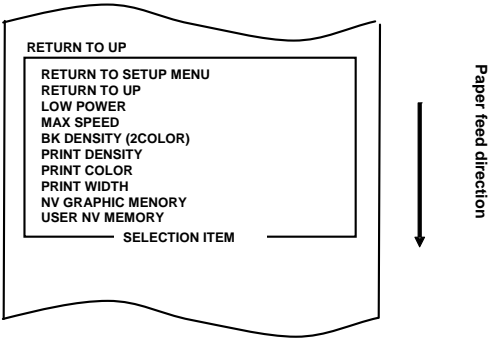 RETURN TO UP
RETURN TO SETUP MENU
RETURN TO UP
LOW POWER
MAX SPEED
BK DENSITY (2COLOR)
PRINT DENSITY
PRINT COLOR
PRINT WIDTH
NV GRAPHIC MENORY
USER NV MEMORY
SELECTION ITEM
Paper feed direction